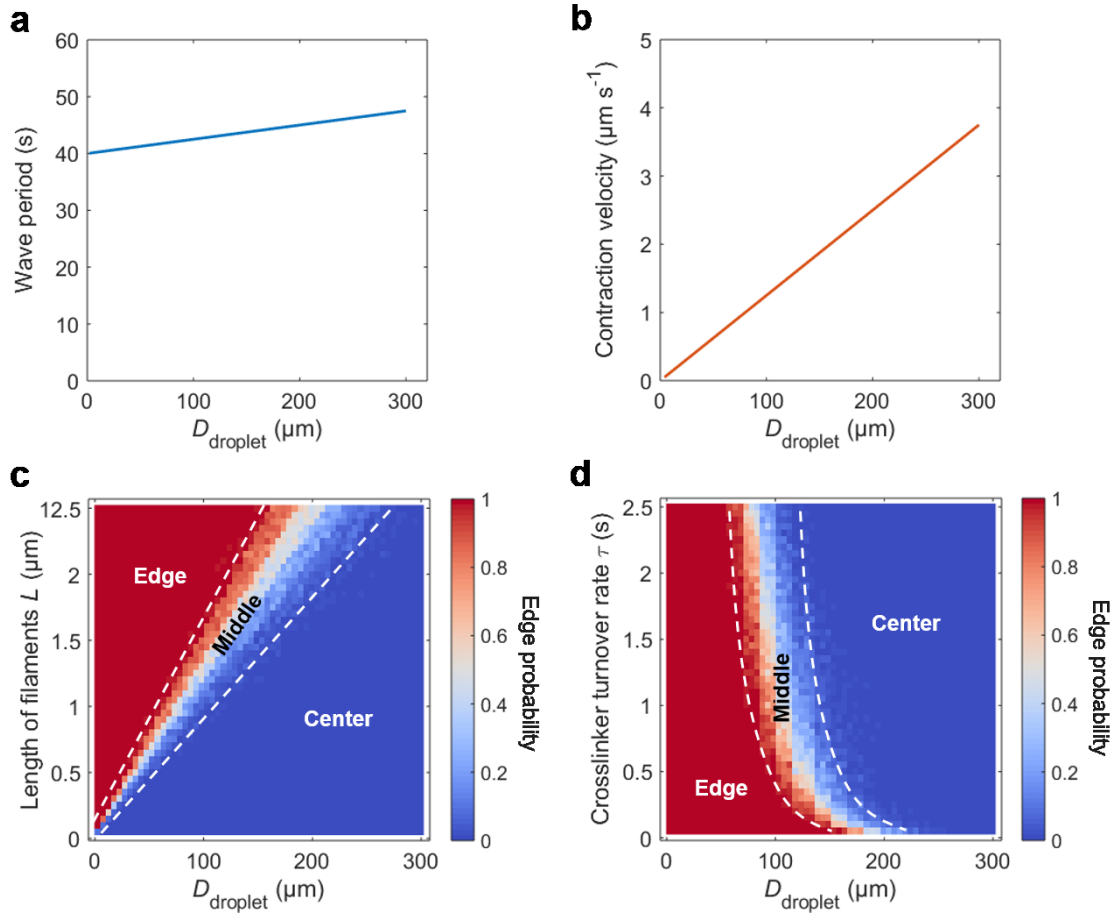 a
60
50
40
30
20
10
0
Wave period (s)
0 100 200 300
D droplet (µm)
b
5
4
3
2
1
0
Contraction velocity (µm s⁻¹)
0 100 200 300
D droplet (µm)
c
12.5
2
1.5
1
0.5
0
Length of filaments L (µm)
Edge
Middle
Center
0 100 200 300
D droplet (µm)
1
0.8
0.6
0.4
0.2
0
Edge probability
d
2.5
2
1.5
1
0.5
0
Crosslinker turnover rate τ (s)
Edge
Middle
Center
0 100 200 300
D droplet (µm)
1
0.8
0.6
0.4
0.2
0
Edge probability